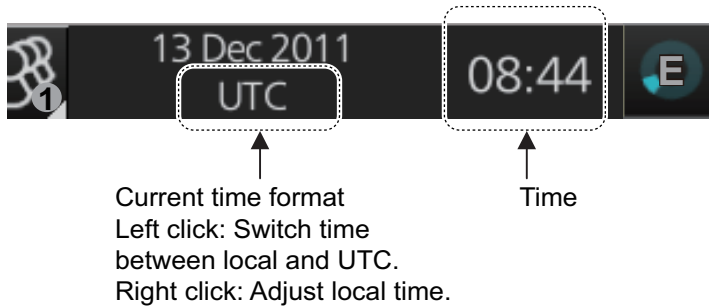 13 Dec 2011
UTC
08:44
E
1
Current time format
Left click: Switch time
between local and UTC.
Right click: Adjust local time.
Time